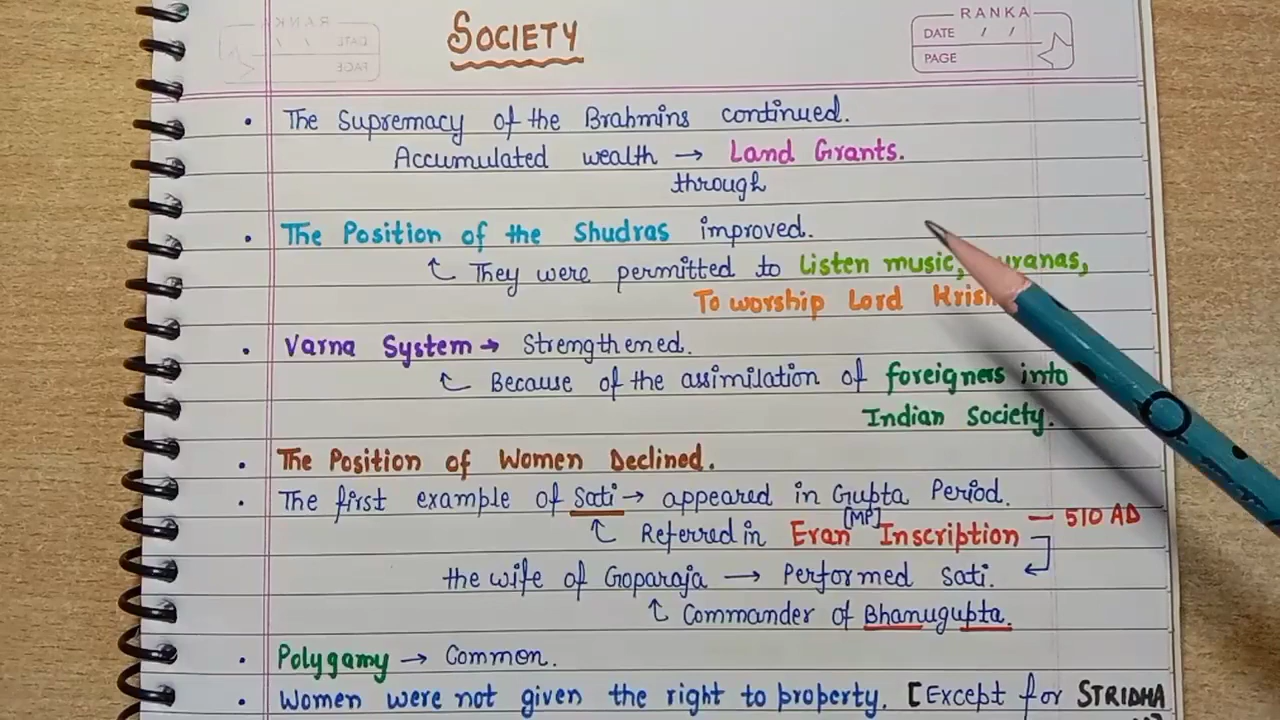 SOCIETY
RANKA
DATE / /
PAGE
• The Supremacy of the Brahmins continued.
Accumulated wealth → Land Grants.
through
• The Position of the Shudras improved.
They were permitted to Listen music,
To worship Lord
• Varna System → Strengthened.
Because of the assimilation of foreigners into
Indian Society.
• The Position of Women Declined.
• The first example of Sati → appeared in Gupta Period.
[MP]
Referred in Eran Inscription — 510 AD
the wife of Goparaja → Performed Sati.
Commander of Bhanugupta.
• Polygamy → Common.
• Women were not given the right to property. [Except for STRIDHA